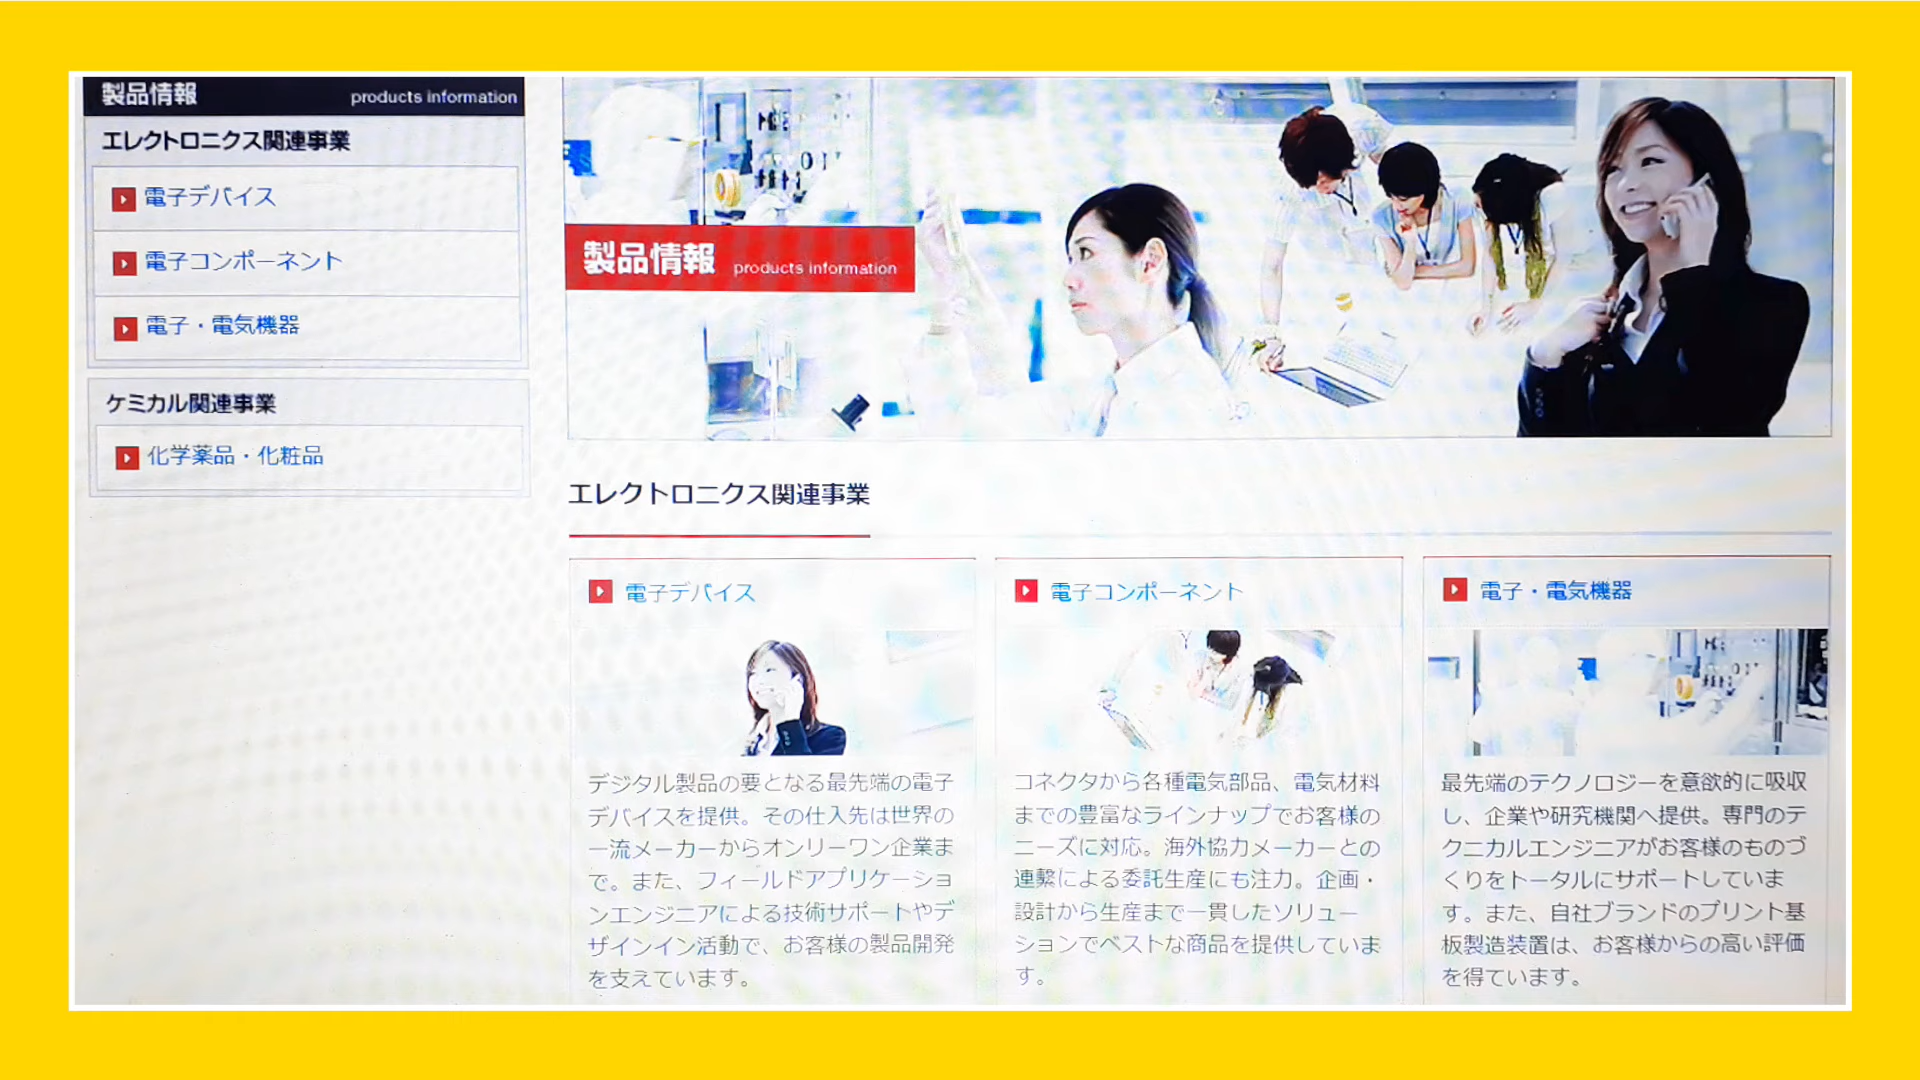 製品情報 products information
エレクトロニクス関連事業
電子デバイス
電子コンポーネント
電子・電気機器
ケミカル関連事業
化学薬品・化粧品
製品情報 products information
エレクトロニクス関連事業
電子デバイス
デジタル製品の要となる最先端の電子
デバイスを提供。その仕入先は世界の
一流メーカーからオンリーワン企業ま
で。また、フィールドアプリケーショ
ンエンジニアによる技術サポートやデ
ザインイン活動で、お客様の製品開発
を支えています。
電子コンポーネント
コネクタから各種電気部品、電気材料
までの豊富なラインナップでお客様の
ニーズに対応。海外協力メーカーとの
連繫による委託生産にも注力。企画・
設計から生産まで一貫したソリュー
ションでベストな商品を提供していま
す。
電子・電気機器
最先端のテクノロジーを意欲的に吸収
し、企業や研究機関へ提供。専門のテ
クニカルエンジニアがお客様のものづ
くりをトータルにサポートしていま
す。また、自社ブランドのプリント基
板製造装置は、お客様からの高い評価
を得ています。